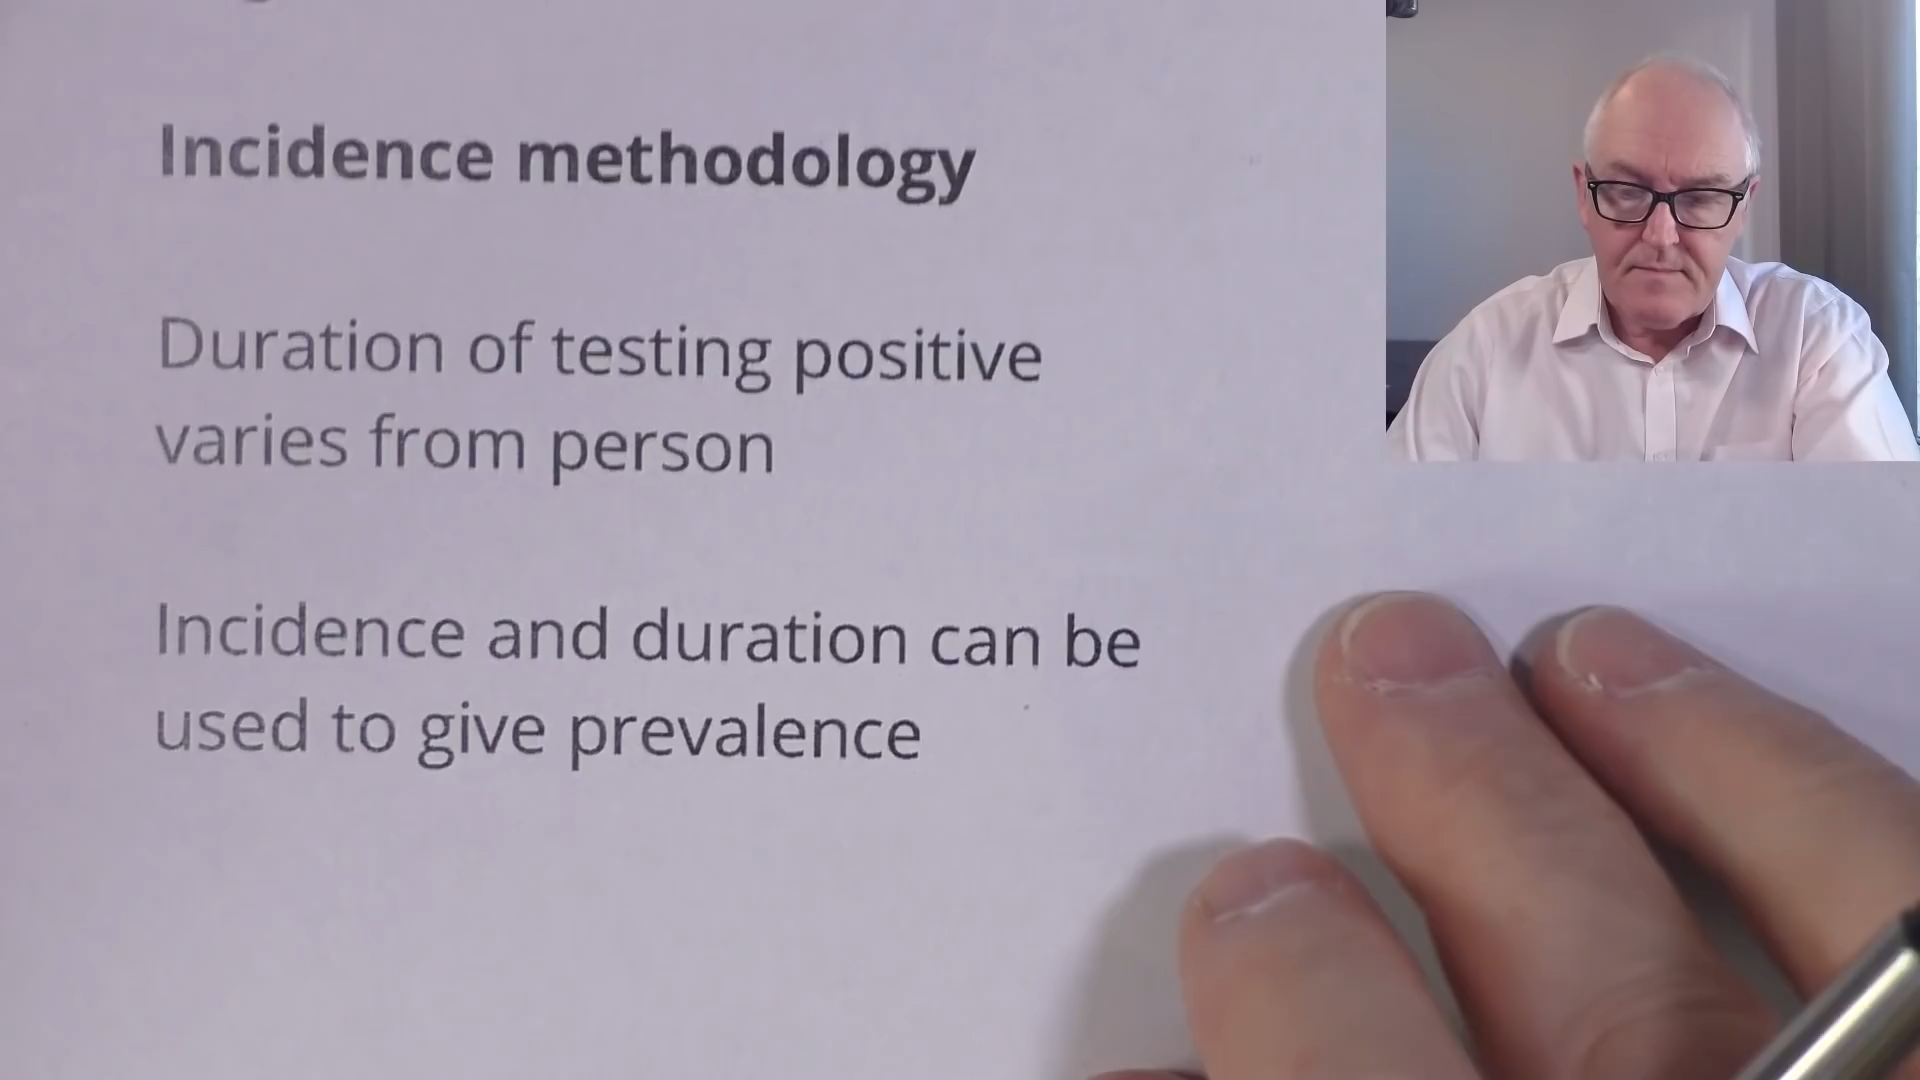 Incidence methodology
Duration of testing positive
varies from person
Incidence and duration can be
used to give prevalence